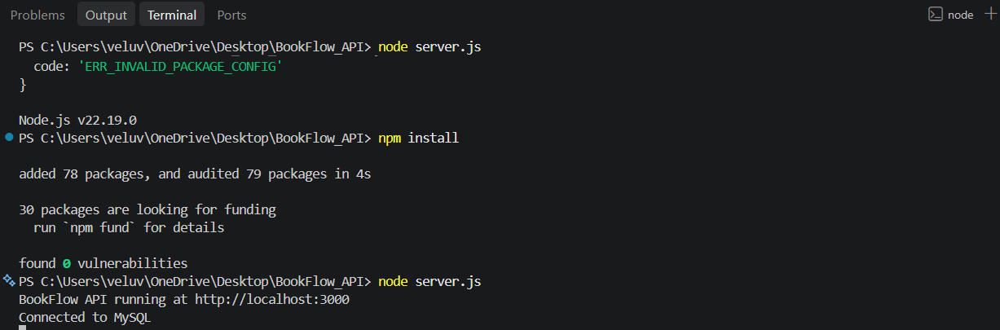 Problems Output Terminal Ports node
PS C:\Users\veluv\OneDrive\Desktop\BookFlow_API> node server.js
code: 'ERR_INVALID_PACKAGE_CONFIG'
}
Node.js v22.19.0
PS C:\Users\veluv\OneDrive\Desktop\BookFlow_API> npm install
added 78 packages, and audited 79 packages in 4s
30 packages are looking for funding
run `npm fund` for details
found 0 vulnerabilities
PS C:\Users\veluv\OneDrive\Desktop\BookFlow_API> node server.js
BookFlow API running at http://localhost:3000
Connected to MySQL